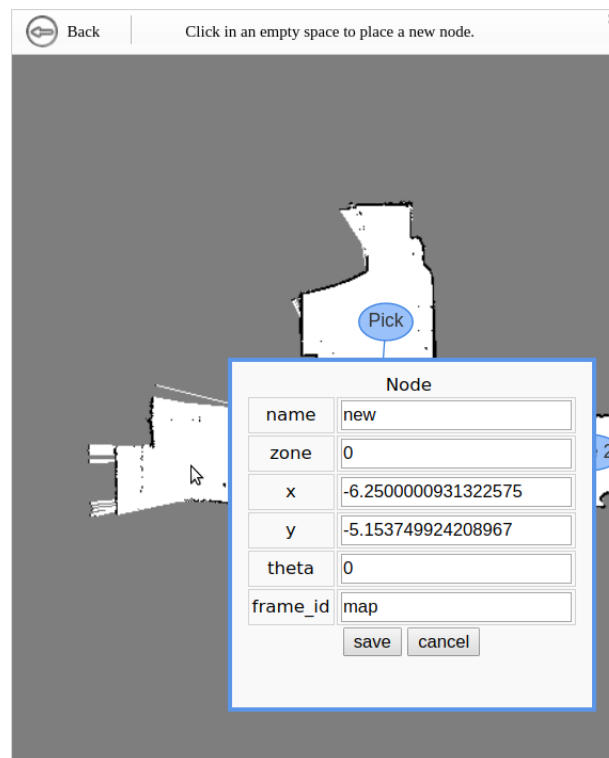 Back
Click in an empty space to place a new node.
Pick
2
Node
name new
zone 0
x -6.2500000931322575
y -5.153749924208967
theta 0
frame_id map
save cancel